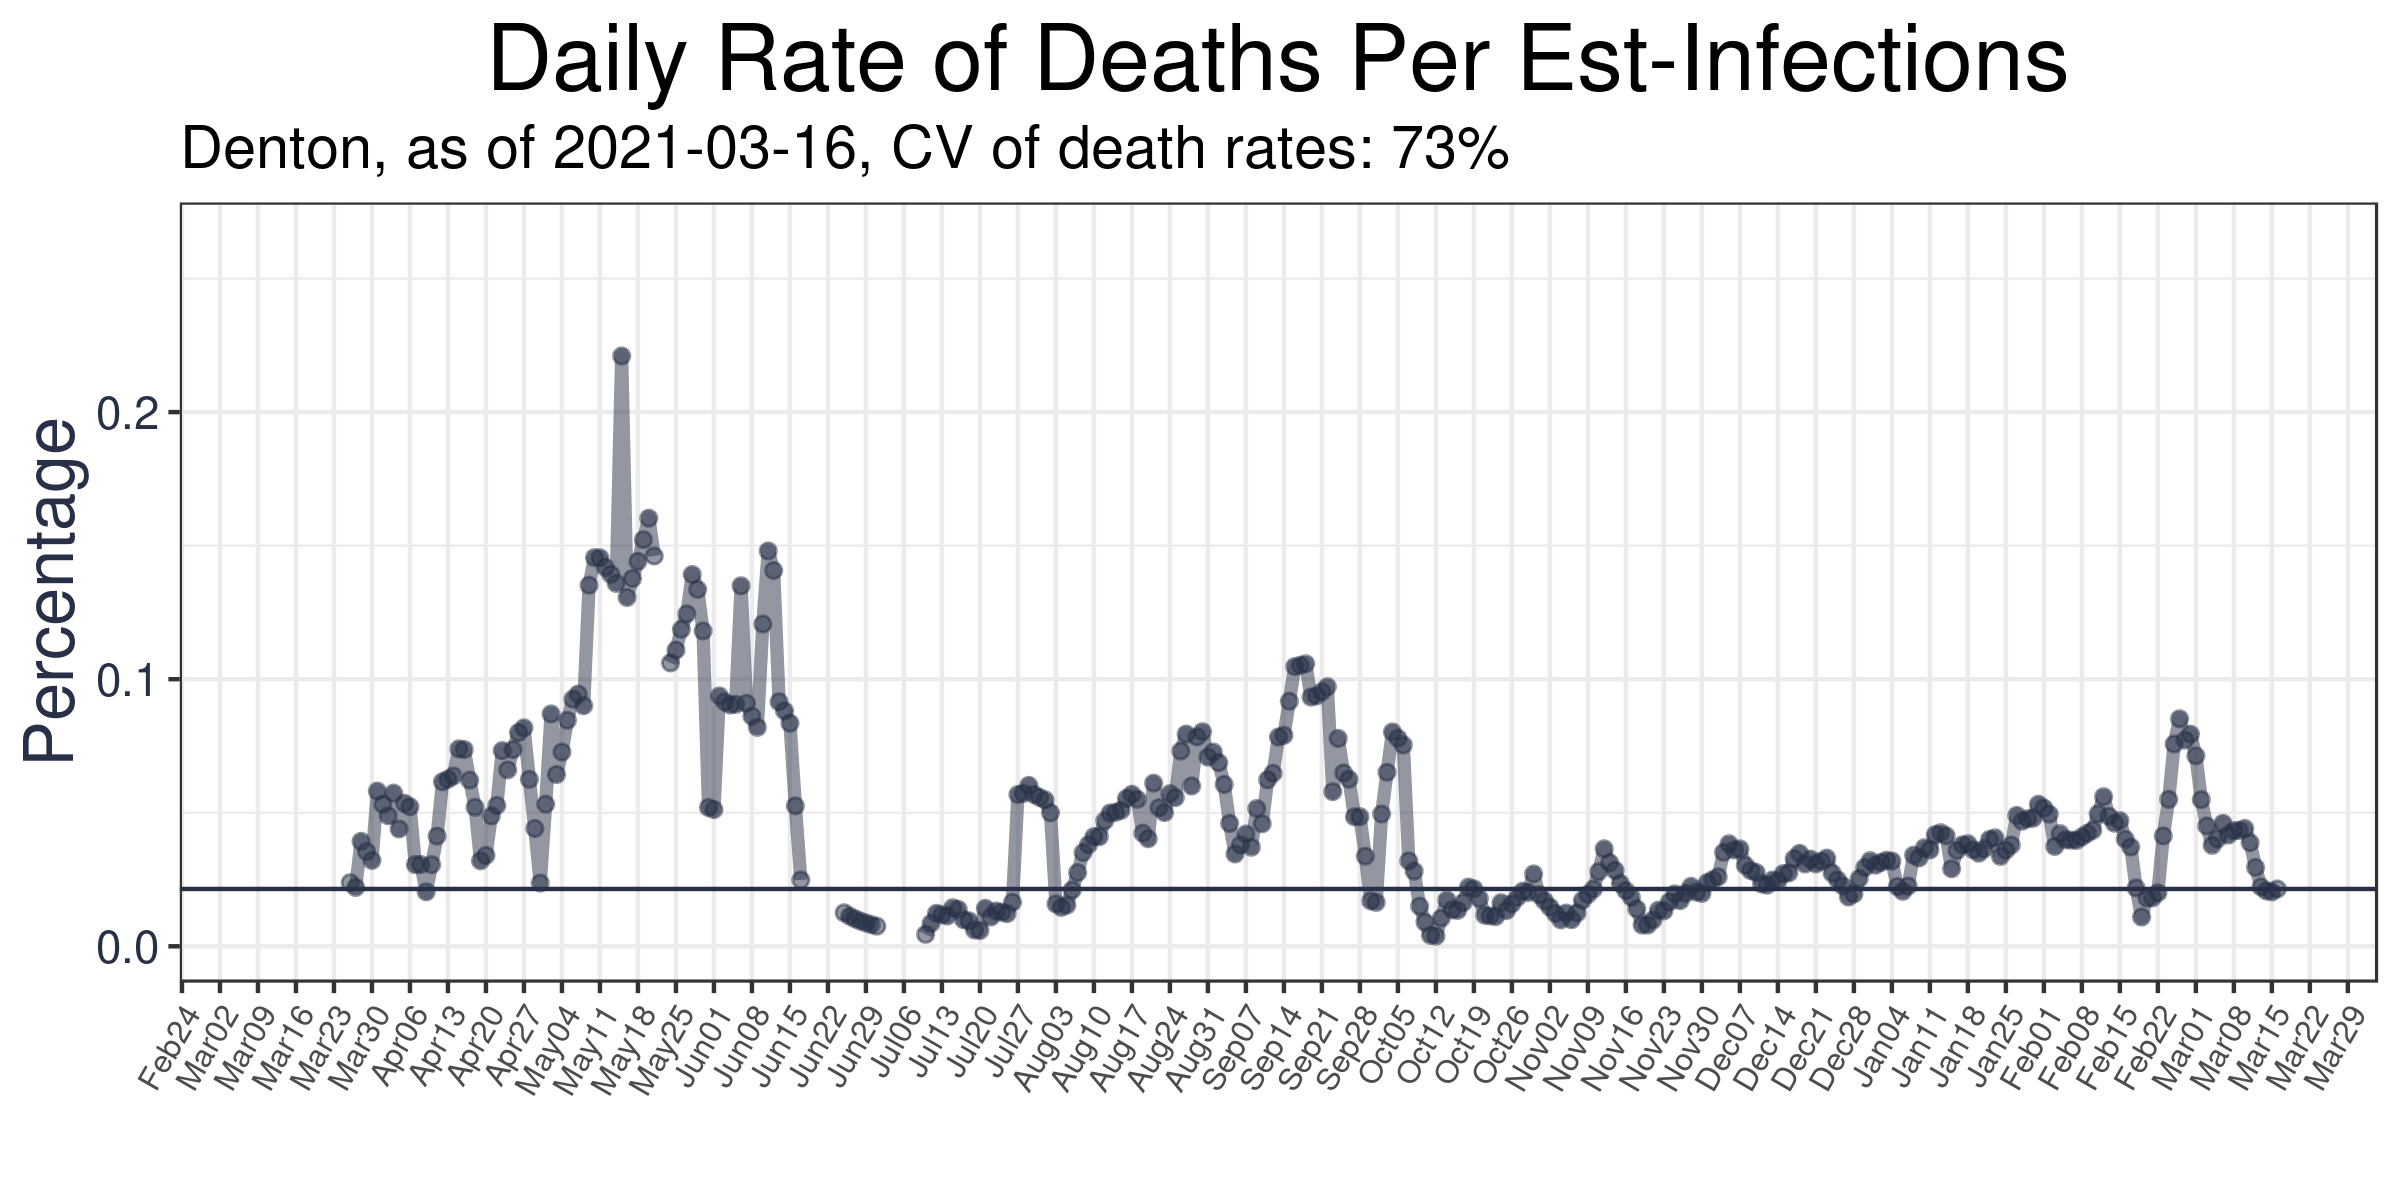 Daily Rate of Deaths Per Est-Infections
Denton, as of 2021-03-16, CV of death rates: 73%
Percentage
0.2
0.1
0.0
Feb24
Mar02
Mar09
Mar16
Mar23
Mar30
Apr06
Apr13
Apr20
Apr27
May04
May11
May18
May25
Jun01
Jun08
Jun15
Jun22
Jun29
Jul06
Jul13
Jul20
Jul27
Aug03
Aug10
Aug17
Aug24
Aug31
Sep07
Sep14
Sep21
Sep28
Oct05
Oct12
Oct19
Oct26
Nov02
Nov09
Nov16
Nov23
Nov30
Dec07
Dec14
Dec21
Dec28
Jan04
Jan11
Jan18
Jan25
Feb01
Feb08
Feb15
Feb22
Mar01
Mar08
Mar15
Mar22
Mar29